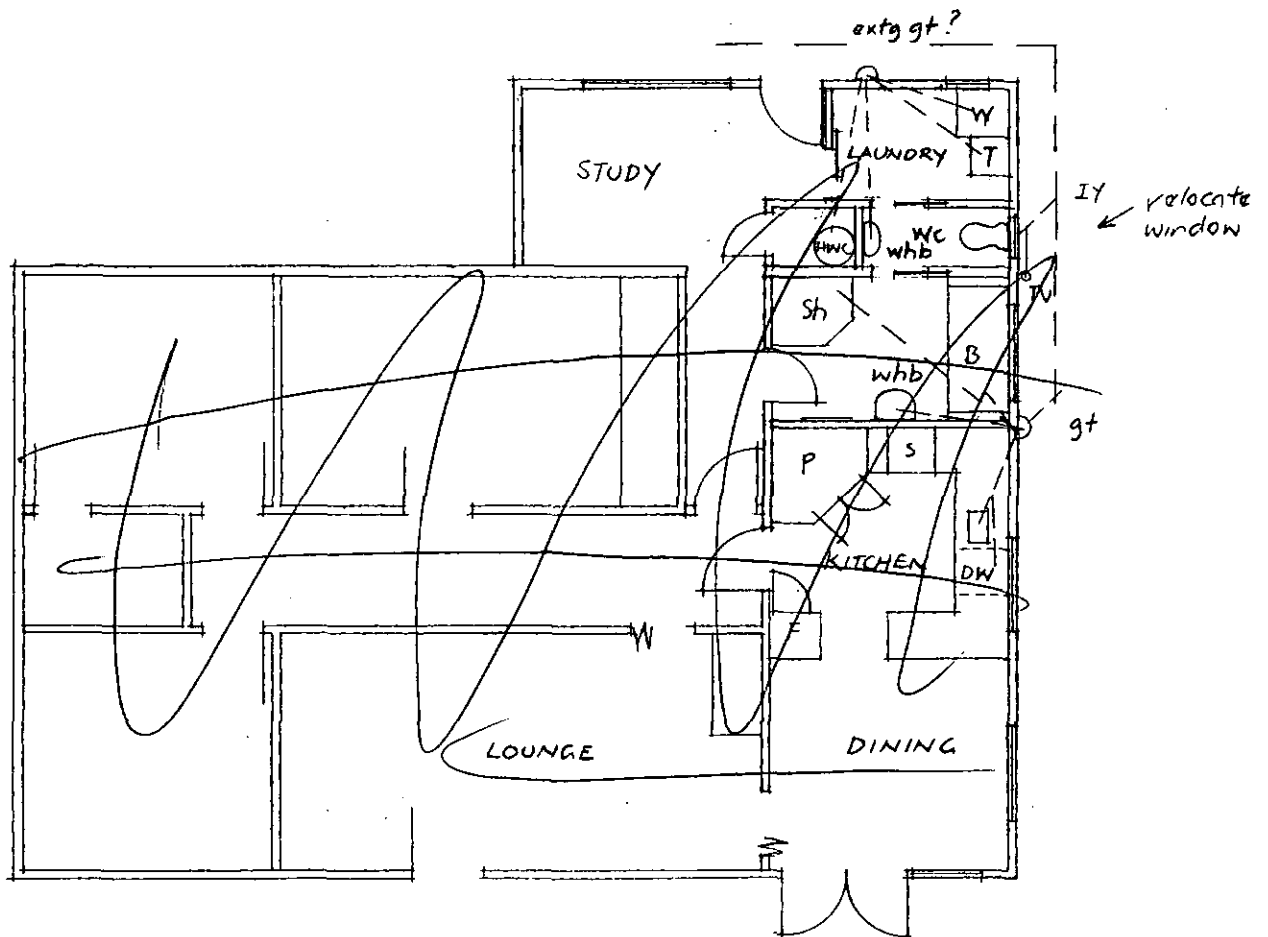 extg gt?
W
LAUNDRY
T
STUDY
IY
relocate
window
HWC
WC
whb
TV
Sh
B
whb
gt
P
S
KITCHEN
DW
F
LOUNGE
DINING